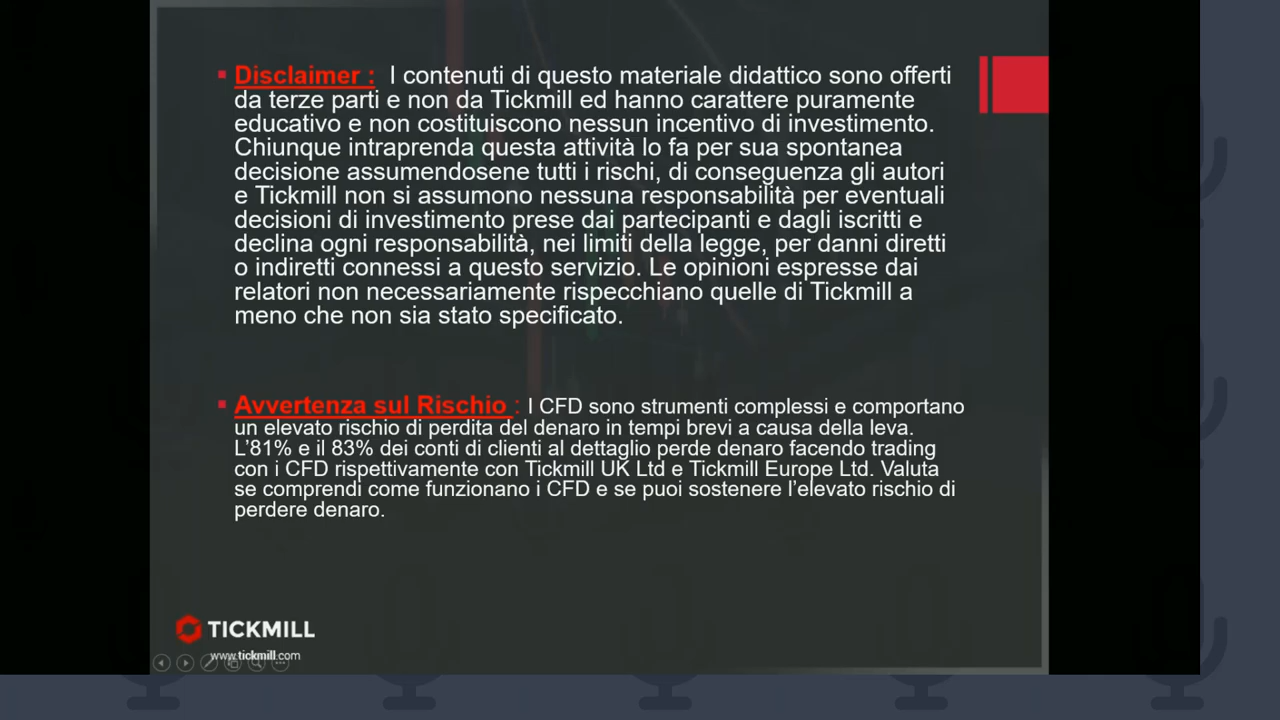 Disclaimer : I contenuti di questo materiale didattico sono offerti
da terze parti e non da Tickmill ed hanno carattere puramente
educativo e non costituiscono nessun incentivo di investimento.
Chiunque intraprenda questa attività lo fa per sua spontanea
decisione assumendosene tutti i rischi, di conseguenza gli autori
e Tickmill non si assumono nessuna responsabilità per eventuali
decisioni di investimento prese dai partecipanti e dagli iscritti e
declina ogni responsabilità, nei limiti della legge, per danni diretti
o indiretti connessi a questo servizio. Le opinioni espresse dai
relatori non necessariamente rispecchiano quelle di Tickmill a
meno che non sia stato specificato.
Avvertenza sul Rischio : I CFD sono strumenti complessi e comportano
un elevato rischio di perdita del denaro in tempi brevi a causa della leva.
L’81% e il 83% dei conti di clienti al dettaglio perde denaro facendo trading
con i CFD rispettivamente con Tickmill UK Ltd e Tickmill Europe Ltd. Valuta
se comprendi come funzionano i CFD e se puoi sostenere l’elevato rischio di
perdere denaro.
TICKMILL
www.tickmill.com